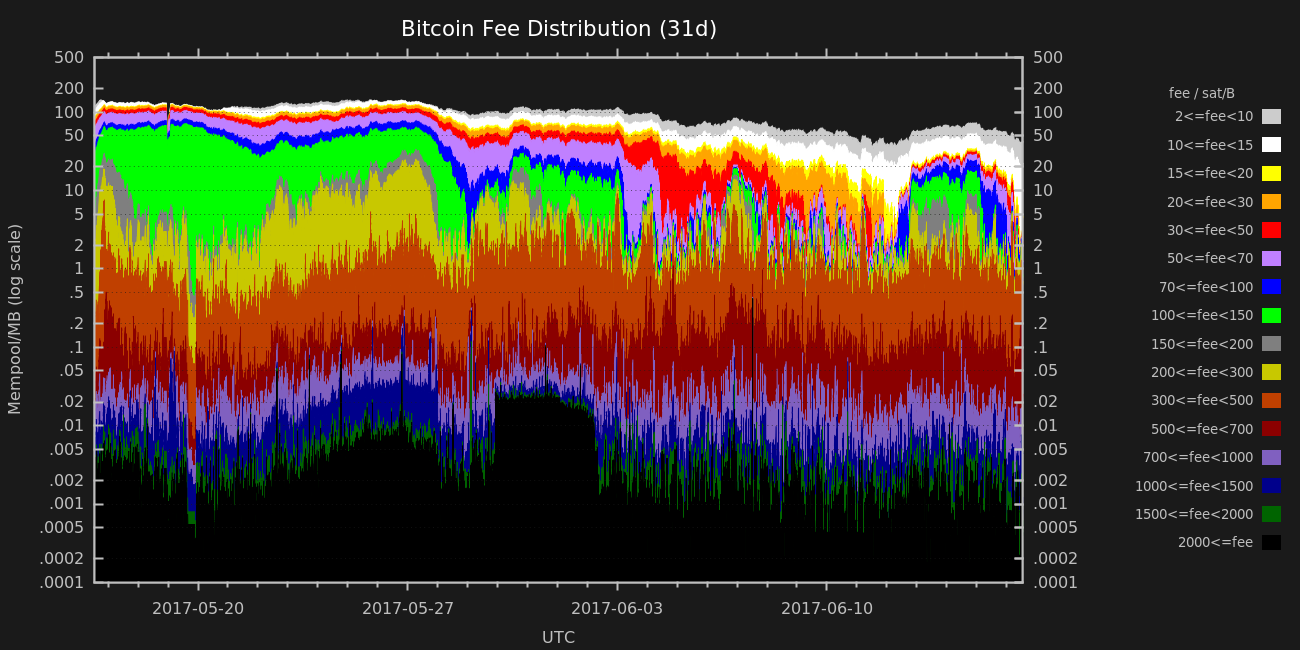 Bitcoin Fee Distribution (31d)
500
200
100
50
20
10
5
2
1
.5
.2
.1
.05
.02
.01
.005
.002
.001
.0005
.0002
.0001
Mempool/MB (log scale)
500
200
100
50
20
10
5
2
1
.5
.2
.1
.05
.02
.01
.005
.002
.001
.0005
.0002
.0001
2017-05-20 2017-05-27 2017-06-03 2017-06-10
UTC
fee / sat/B
2<=fee<10
10<=fee<15
15<=fee<20
20<=fee<30
30<=fee<50
50<=fee<70
70<=fee<100
100<=fee<150
150<=fee<200
200<=fee<300
300<=fee<500
500<=fee<700
700<=fee<1000
1000<=fee<1500
1500<=fee<2000
2000<=fee